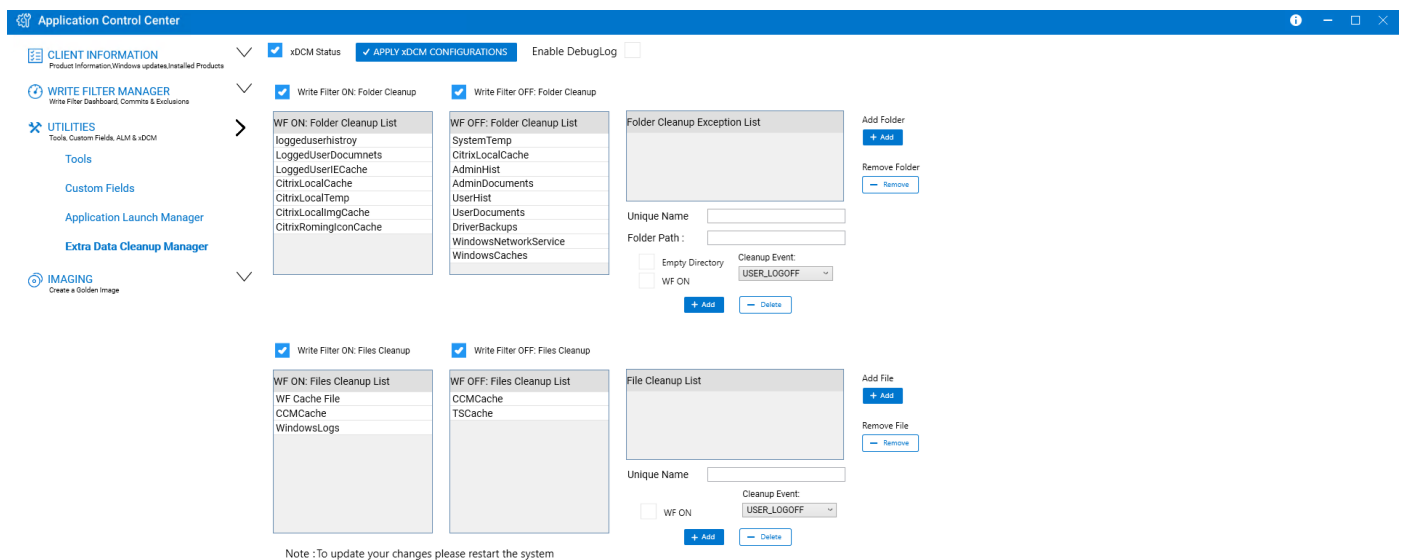 Application Control Center
CLIENT INFORMATION
Product Information,Windows updates,Installed Products
WRITE FILTER MANAGER
Write Filter Dashboard, Commits & Exclusions
UTILITIES
Tools, Custom Fields, ALM & xDCM
Tools
Custom Fields
Application Launch Manager
Extra Data Cleanup Manager
IMAGING
Create a Golden Image
xDCM Status
APPLY xDCM CONFIGURATIONS
Enable DebugLog
Write Filter ON: Folder Cleanup
WF ON: Folder Cleanup List
loggeduserhistroy
LoggedUserDocumnets
LoggedUserIECache
CitrixLocalCache
CitrixLocalTemp
CitrixLocalImgCache
CitrixRomingIconCache
Write Filter OFF: Folder Cleanup
WF OFF: Folder Cleanup List
SystemTemp
CitrixLocalCache
AdminHist
AdminDocuments
UserHist
UserDocuments
DriverBackups
WindowsNetworkService
WindowsCaches
Folder Cleanup Exception List
Unique Name
Folder Path :
Empty Directory
WF ON
Cleanup Event:
USER_LOGOFF
+ Add
— Delete
Add Folder
+ Add
Remove Folder
— Remove
Write Filter ON: Files Cleanup
WF ON: Files Cleanup List
WF Cache File
CCMCache
WindowsLogs
Write Filter OFF: Files Cleanup
WF OFF: Files Cleanup List
CCMCache
TSCache
File Cleanup List
Unique Name
WF ON
Cleanup Event:
USER_LOGOFF
+ Add
— Delete
Add File
+ Add
Remove File
— Remove
Note :To update your changes please restart the system